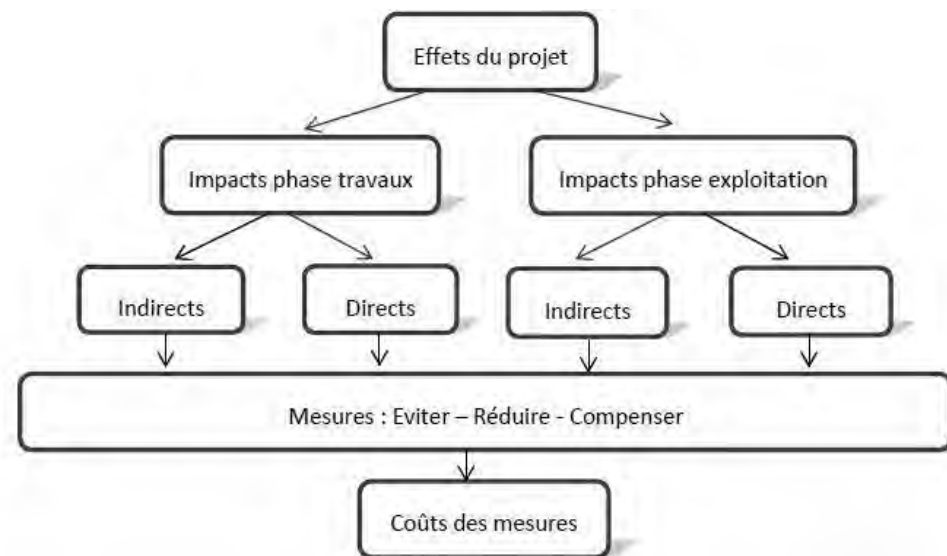 Effets du projet
Impacts phase travaux
Impacts phase exploitation
Indirects
Directs
Indirects
Directs
Mesures : Eviter – Réduire - Compenser
Coûts des mesures